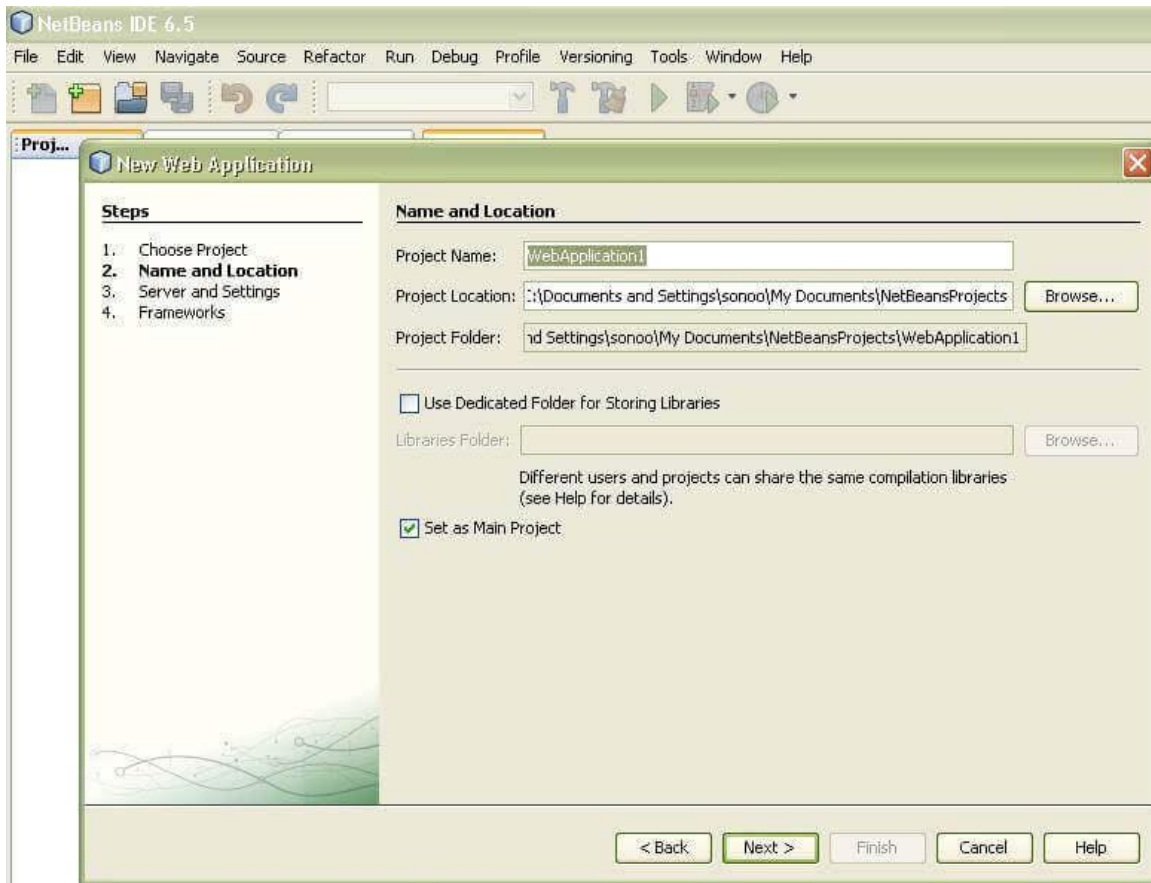 NetBeans IDE 6.5
File Edit View Navigate Source Refactor Run Debug Profile Versioning Tools Window Help
Proj...
New Web Application
Steps
1. Choose Project
2. Name and Location
3. Server and Settings
4. Frameworks
Name and Location
Project Name: WebApplication1
Project Location: :\Documents and Settings\sonoo\My Documents\NetBeansProjects Browse...
Project Folder: nd Settings\sonoo\My Documents\NetBeansProjects\WebApplication1
Use Dedicated Folder for Storing Libraries
Libraries Folder: Browse...
Different users and projects can share the same compilation libraries
(see Help for details).
Set as Main Project
< Back Next > Finish Cancel Help